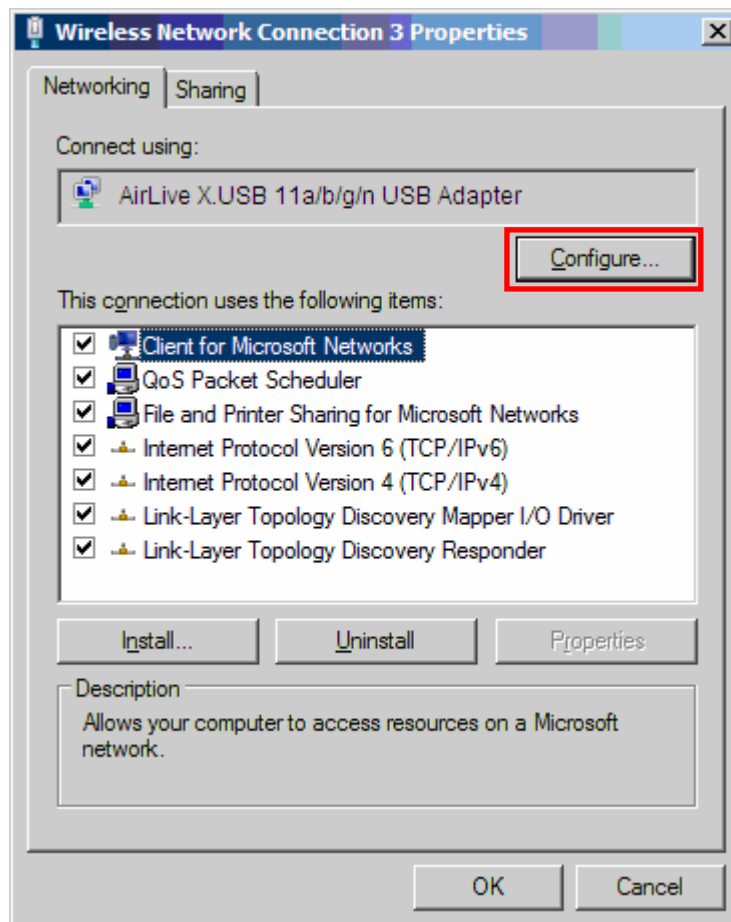 Wireless Network Connection 3 Properties
Networking
Sharing
Connect using:
AirLive X.USB 11a/b/g/n USB Adapter
Configure...
This connection uses the following items:
Client for Microsoft Networks
QoS Packet Scheduler
File and Printer Sharing for Microsoft Networks
Internet Protocol Version 6 (TCP/IPv6)
Internet Protocol Version 4 (TCP/IPv4)
Link-Layer Topology Discovery Mapper I/O Driver
Link-Layer Topology Discovery Responder
Install...
Uninstall
Properties
Description
Allows your computer to access resources on a Microsoft
network.
OK
Cancel